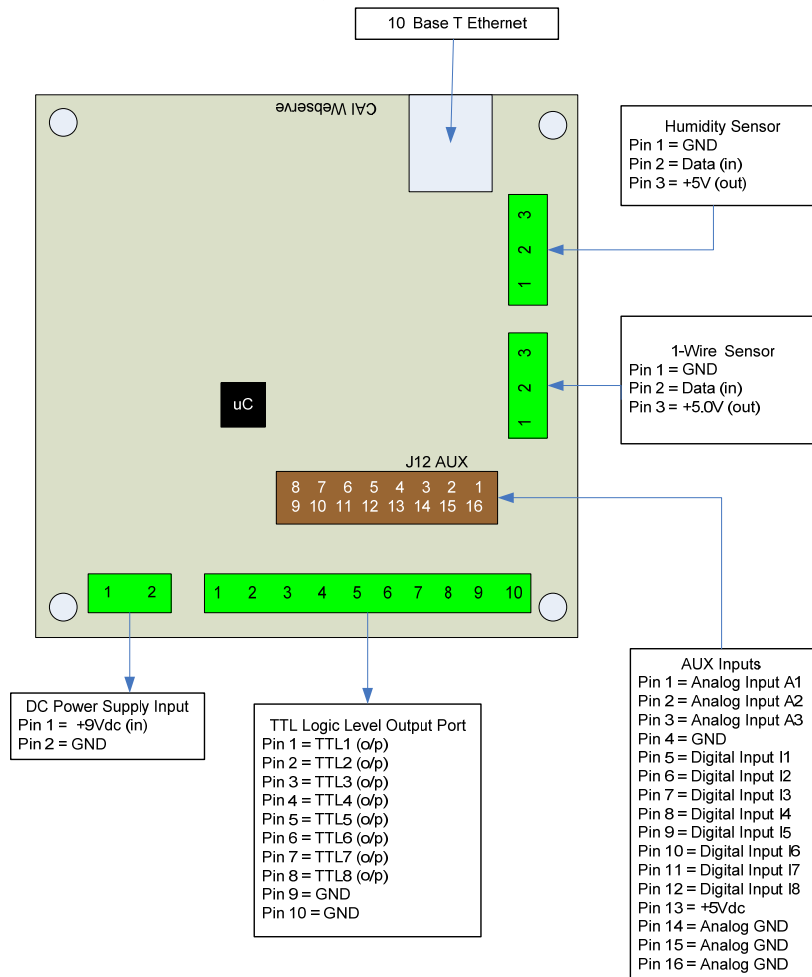 10 Base T Ethernet
CAI Webserve
Humidity Sensor
Pin 1 = GND
Pin 2 = Data (in)
Pin 3 = +5V (out)
3
2
1
1-Wire Sensor
Pin 1 = GND
Pin 2 = Data (in)
Pin 3 = +5.0V (out)
3
2
1
uC
J12 AUX
8 7 6 5 4 3 2 1
9 10 11 12 13 14 15 16
1 2
1 2 3 4 5 6 7 8 9 10
DC Power Supply Input
Pin 1 = +9Vdc (in)
Pin 2 = GND
TTL Logic Level Output Port
Pin 1 = TTL1 (o/p)
Pin 2 = TTL2 (o/p)
Pin 3 = TTL3 (o/p)
Pin 4 = TTL4 (o/p)
Pin 5 = TTL5 (o/p)
Pin 6 = TTL6 (o/p)
Pin 7 = TTL7 (o/p)
Pin 8 = TTL8 (o/p)
Pin 9 = GND
Pin 10 = GND
AUX Inputs
Pin 1 = Analog Input A1
Pin 2 = Analog Input A2
Pin 3 = Analog Input A3
Pin 4 = GND
Pin 5 = Digital Input I1
Pin 6 = Digital Input I2
Pin 7 = Digital Input I3
Pin 8 = Digital Input I4
Pin 9 = Digital Input I5
Pin 10 = Digital Input I6
Pin 11 = Digital Input I7
Pin 12 = Digital Input I8
Pin 13 = +5Vdc
Pin 14 = Analog GND
Pin 15 = Analog GND
Pin 16 = Analog GND